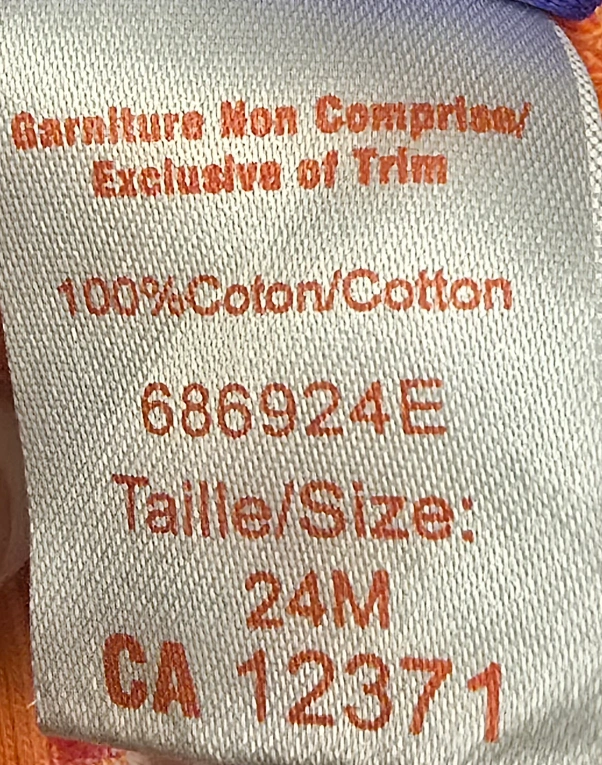 Garniture Non Comprise/
Exclusive of Trim
100%Coton/Cotton
686924E
Taille/Size:
24M
CA 12371